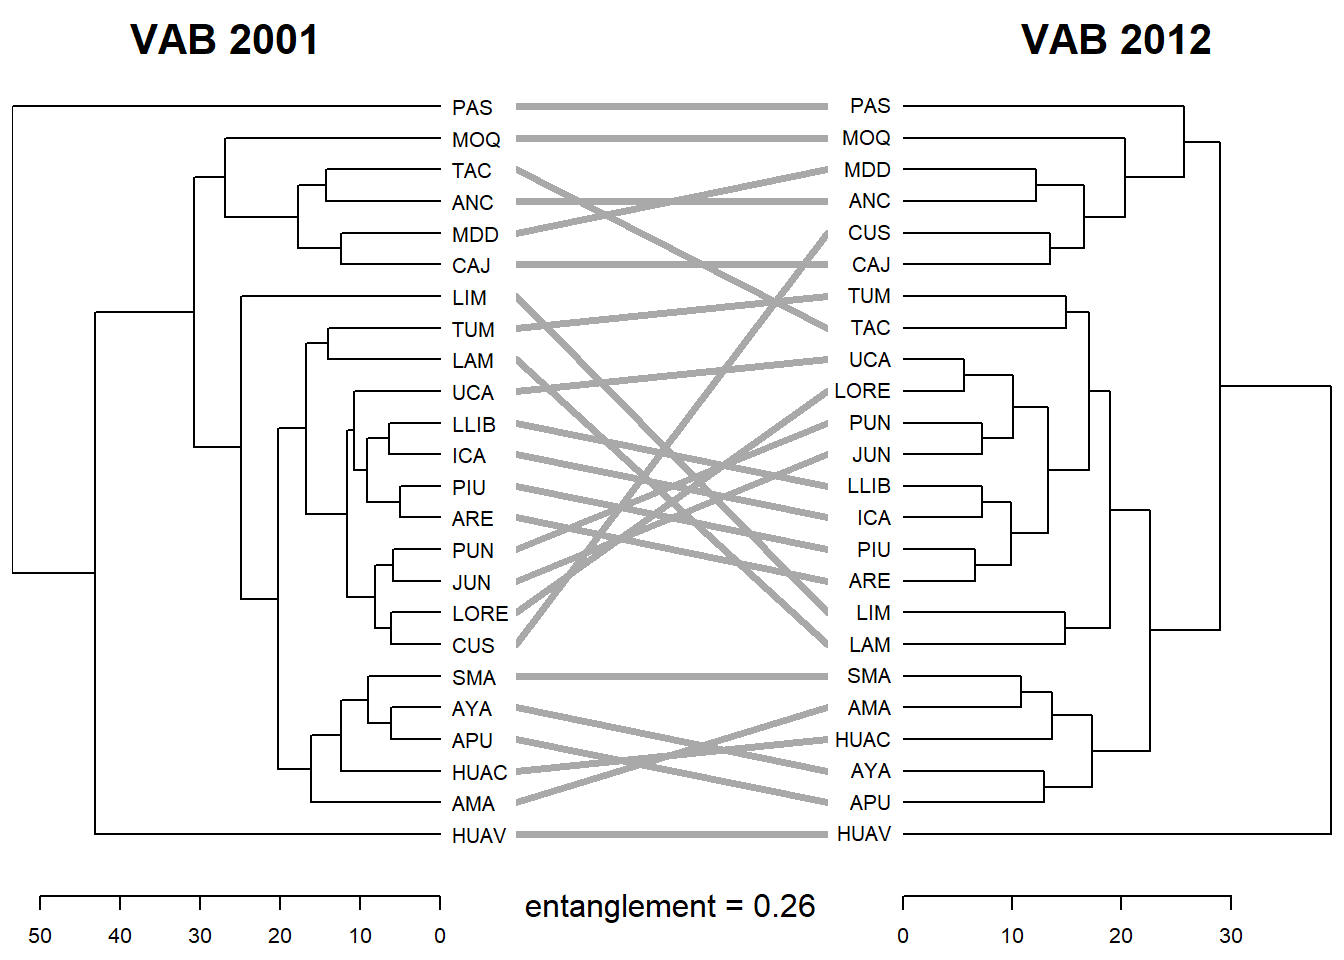 VAB 2001 VAB 2012
PAS PAS
MOQ MOQ
TAC MDD
ANC ANC
MDD CUS
CAJ CAJ
LIM TUM
TUM TAC
LAM UCA
UCA LORE
LLIB PUN
ICA JUN
PIU LLIB
ARE ICA
PUN PIU
JUN ARE
LORE LIM
CUS LAM
SMA SMA
AYA AMA
APU HUAC
HUAC AYA
AMA APU
HUAV HUAV
entanglement = 0.26
50 40 30 20 10 0 0 10 20 30